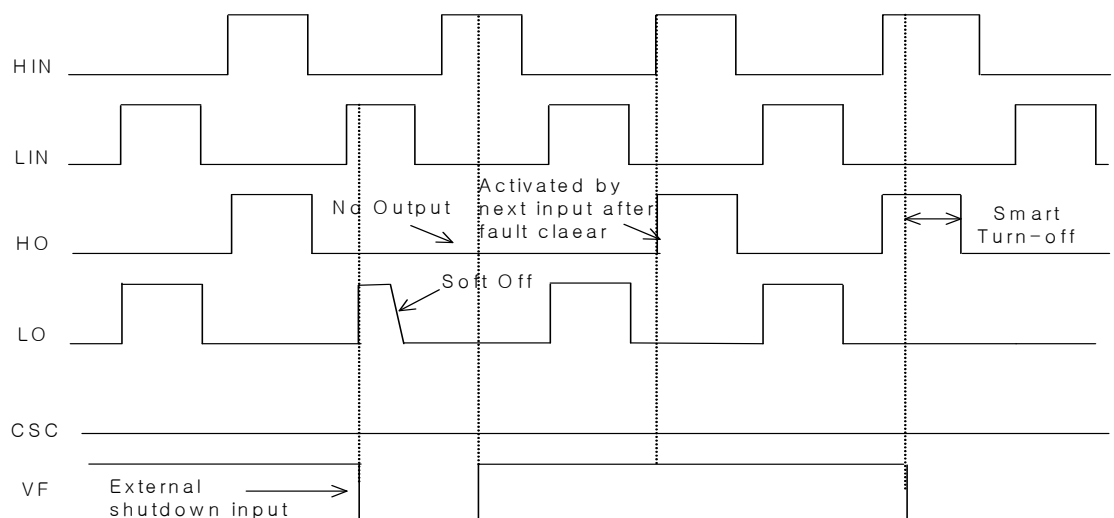 HIN
LIN
No Output
Activated by
next input after
fault claear
HO
Smart
Turn-off
Soft Off
LO
CSC
VF
External
shutdown input